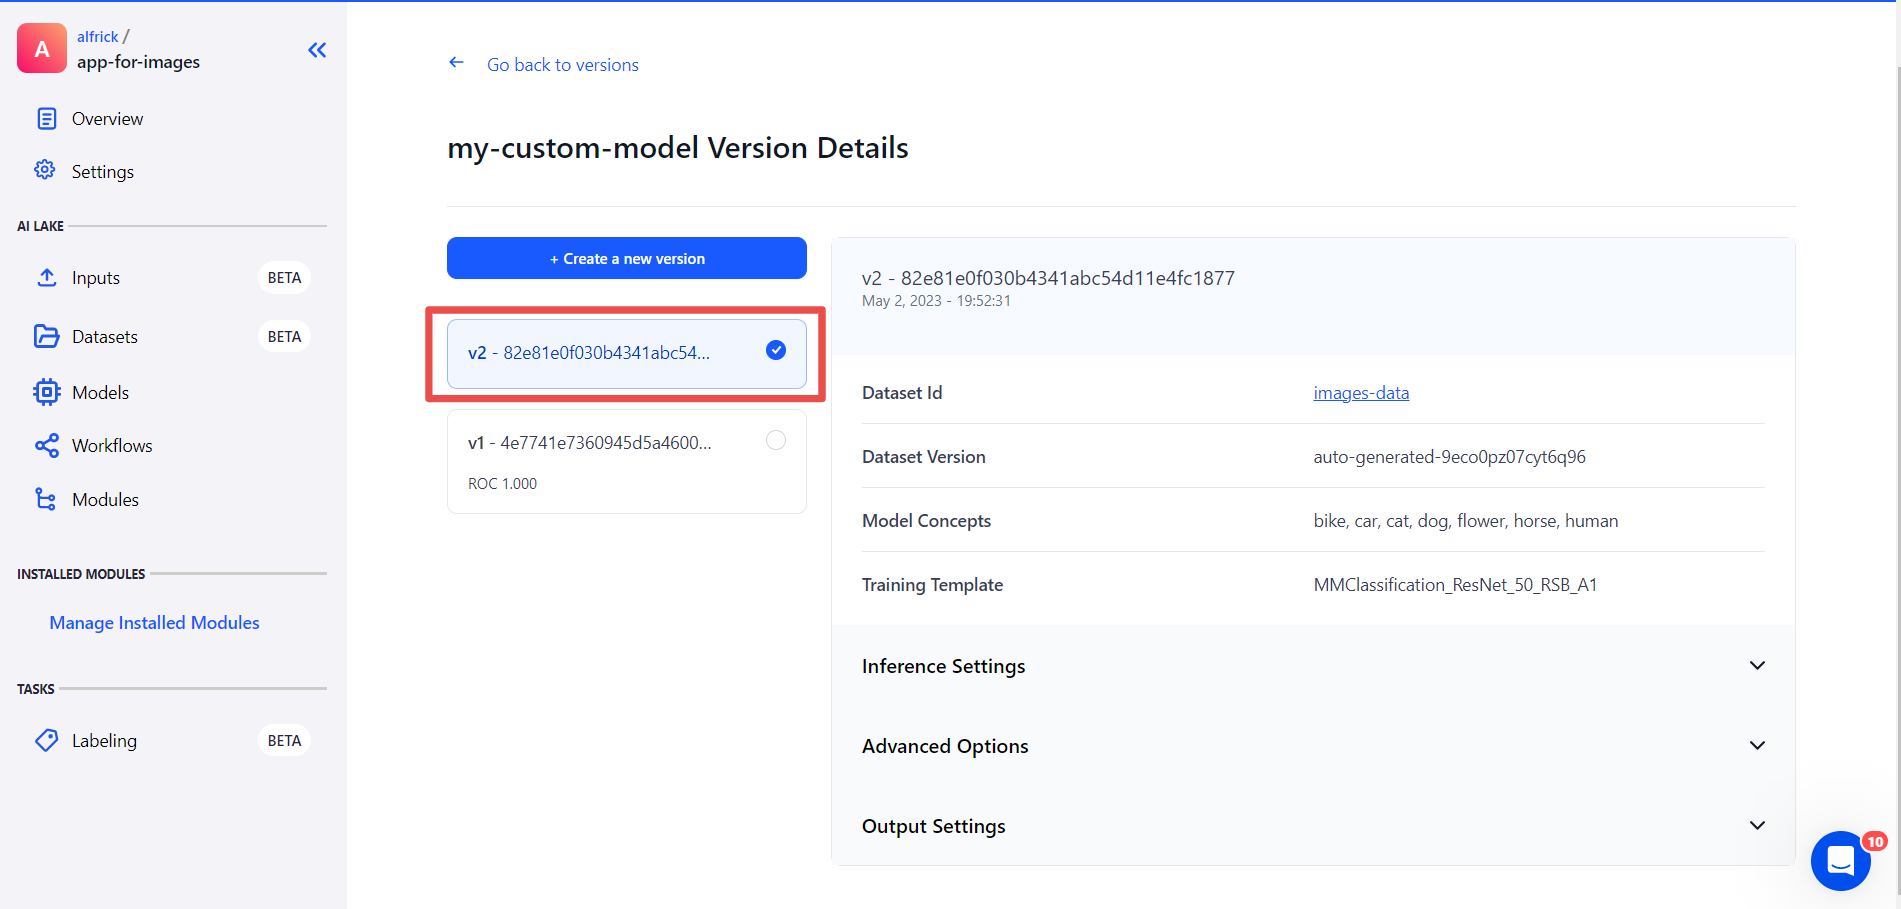 A
alfrick /
app-for-images
Overview
Settings
AI LAKE
Inputs
BETA
Datasets
BETA
Models
Workflows
Modules
INSTALLED MODULES
Manage Installed Modules
TASKS
Labeling
BETA
Go back to versions
my-custom-model Version Details
+ Create a new version
v2 - 82e81e0f030b4341abc54...
v1 - 4e7741e7360945d5a4600...
ROC 1.000
v2 - 82e81e0f030b4341abc54d11e4fc1877
May 2, 2023 - 19:52:31
Dataset Id
images-data
Dataset Version
auto-generated-9eco0pz07cyt6q96
Model Concepts
bike, car, cat, dog, flower, horse, human
Training Template
MMClassification_ResNet_50_RSB_A1
Inference Settings
Advanced Options
Output Settings
10